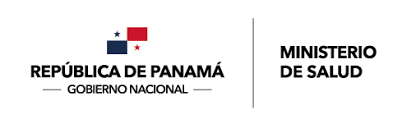 REPÚBLICA DE PANAMÁ
GOBIERNO NACIONAL
MINISTERIO
DE SALUD